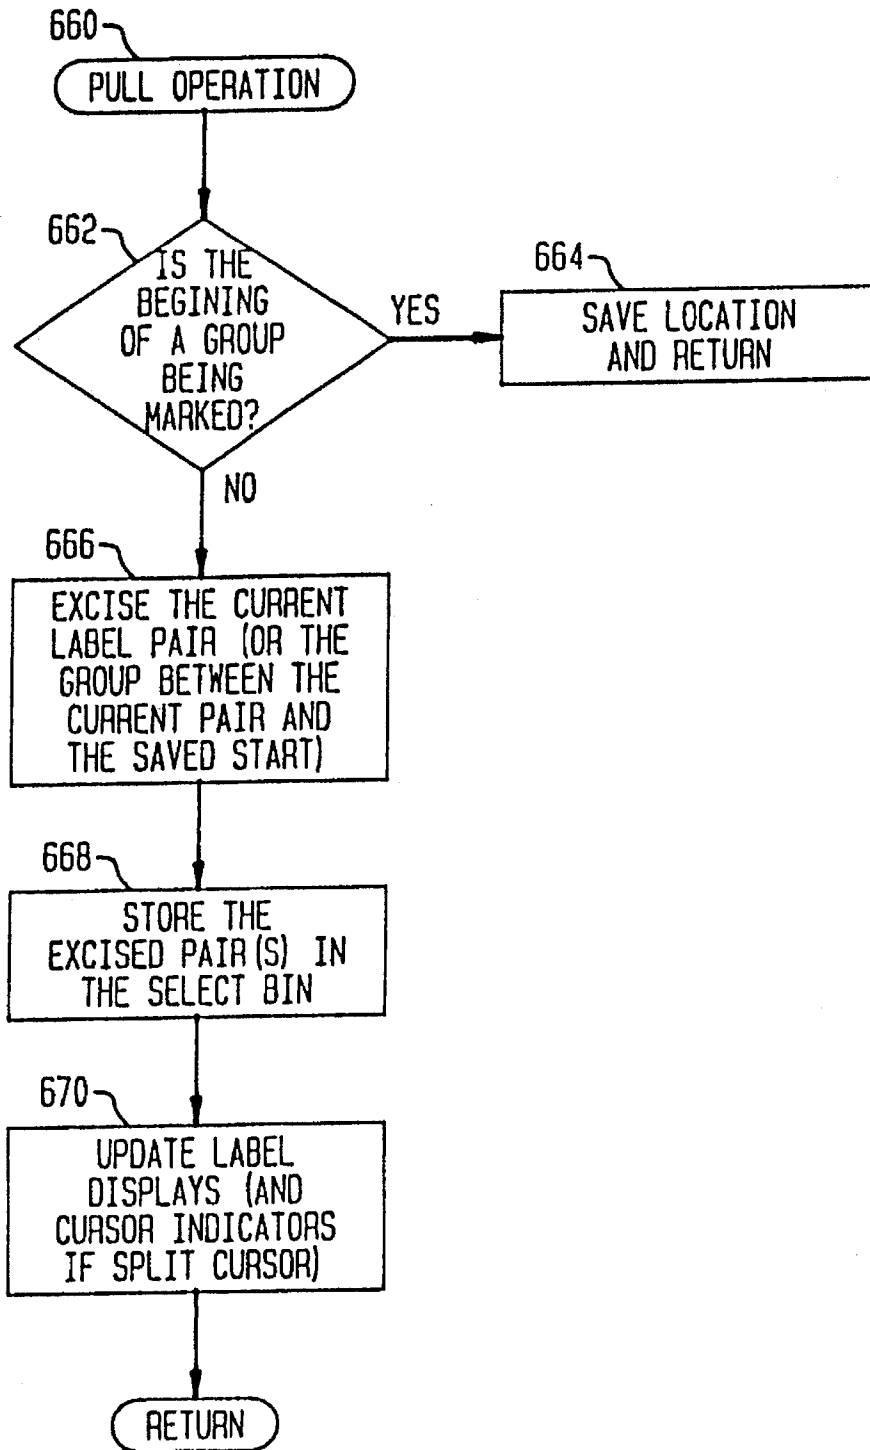 660
PULL OPERATION
662
IS THE
BEGINING
OF A GROUP
BEING
MARKED?
YES
664
SAVE LOCATION
AND RETURN
NO
666
EXCISE THE CURRENT
LABEL PAIR (OR THE
GROUP BETWEEN THE
CURRENT PAIR AND
THE SAVED START)
668
STORE THE
EXCISED PAIR(S) IN
THE SELECT BIN
670
UPDATE LABEL
DISPLAYS (AND
CURSOR INDICATORS
IF SPLIT CURSOR)
RETURN